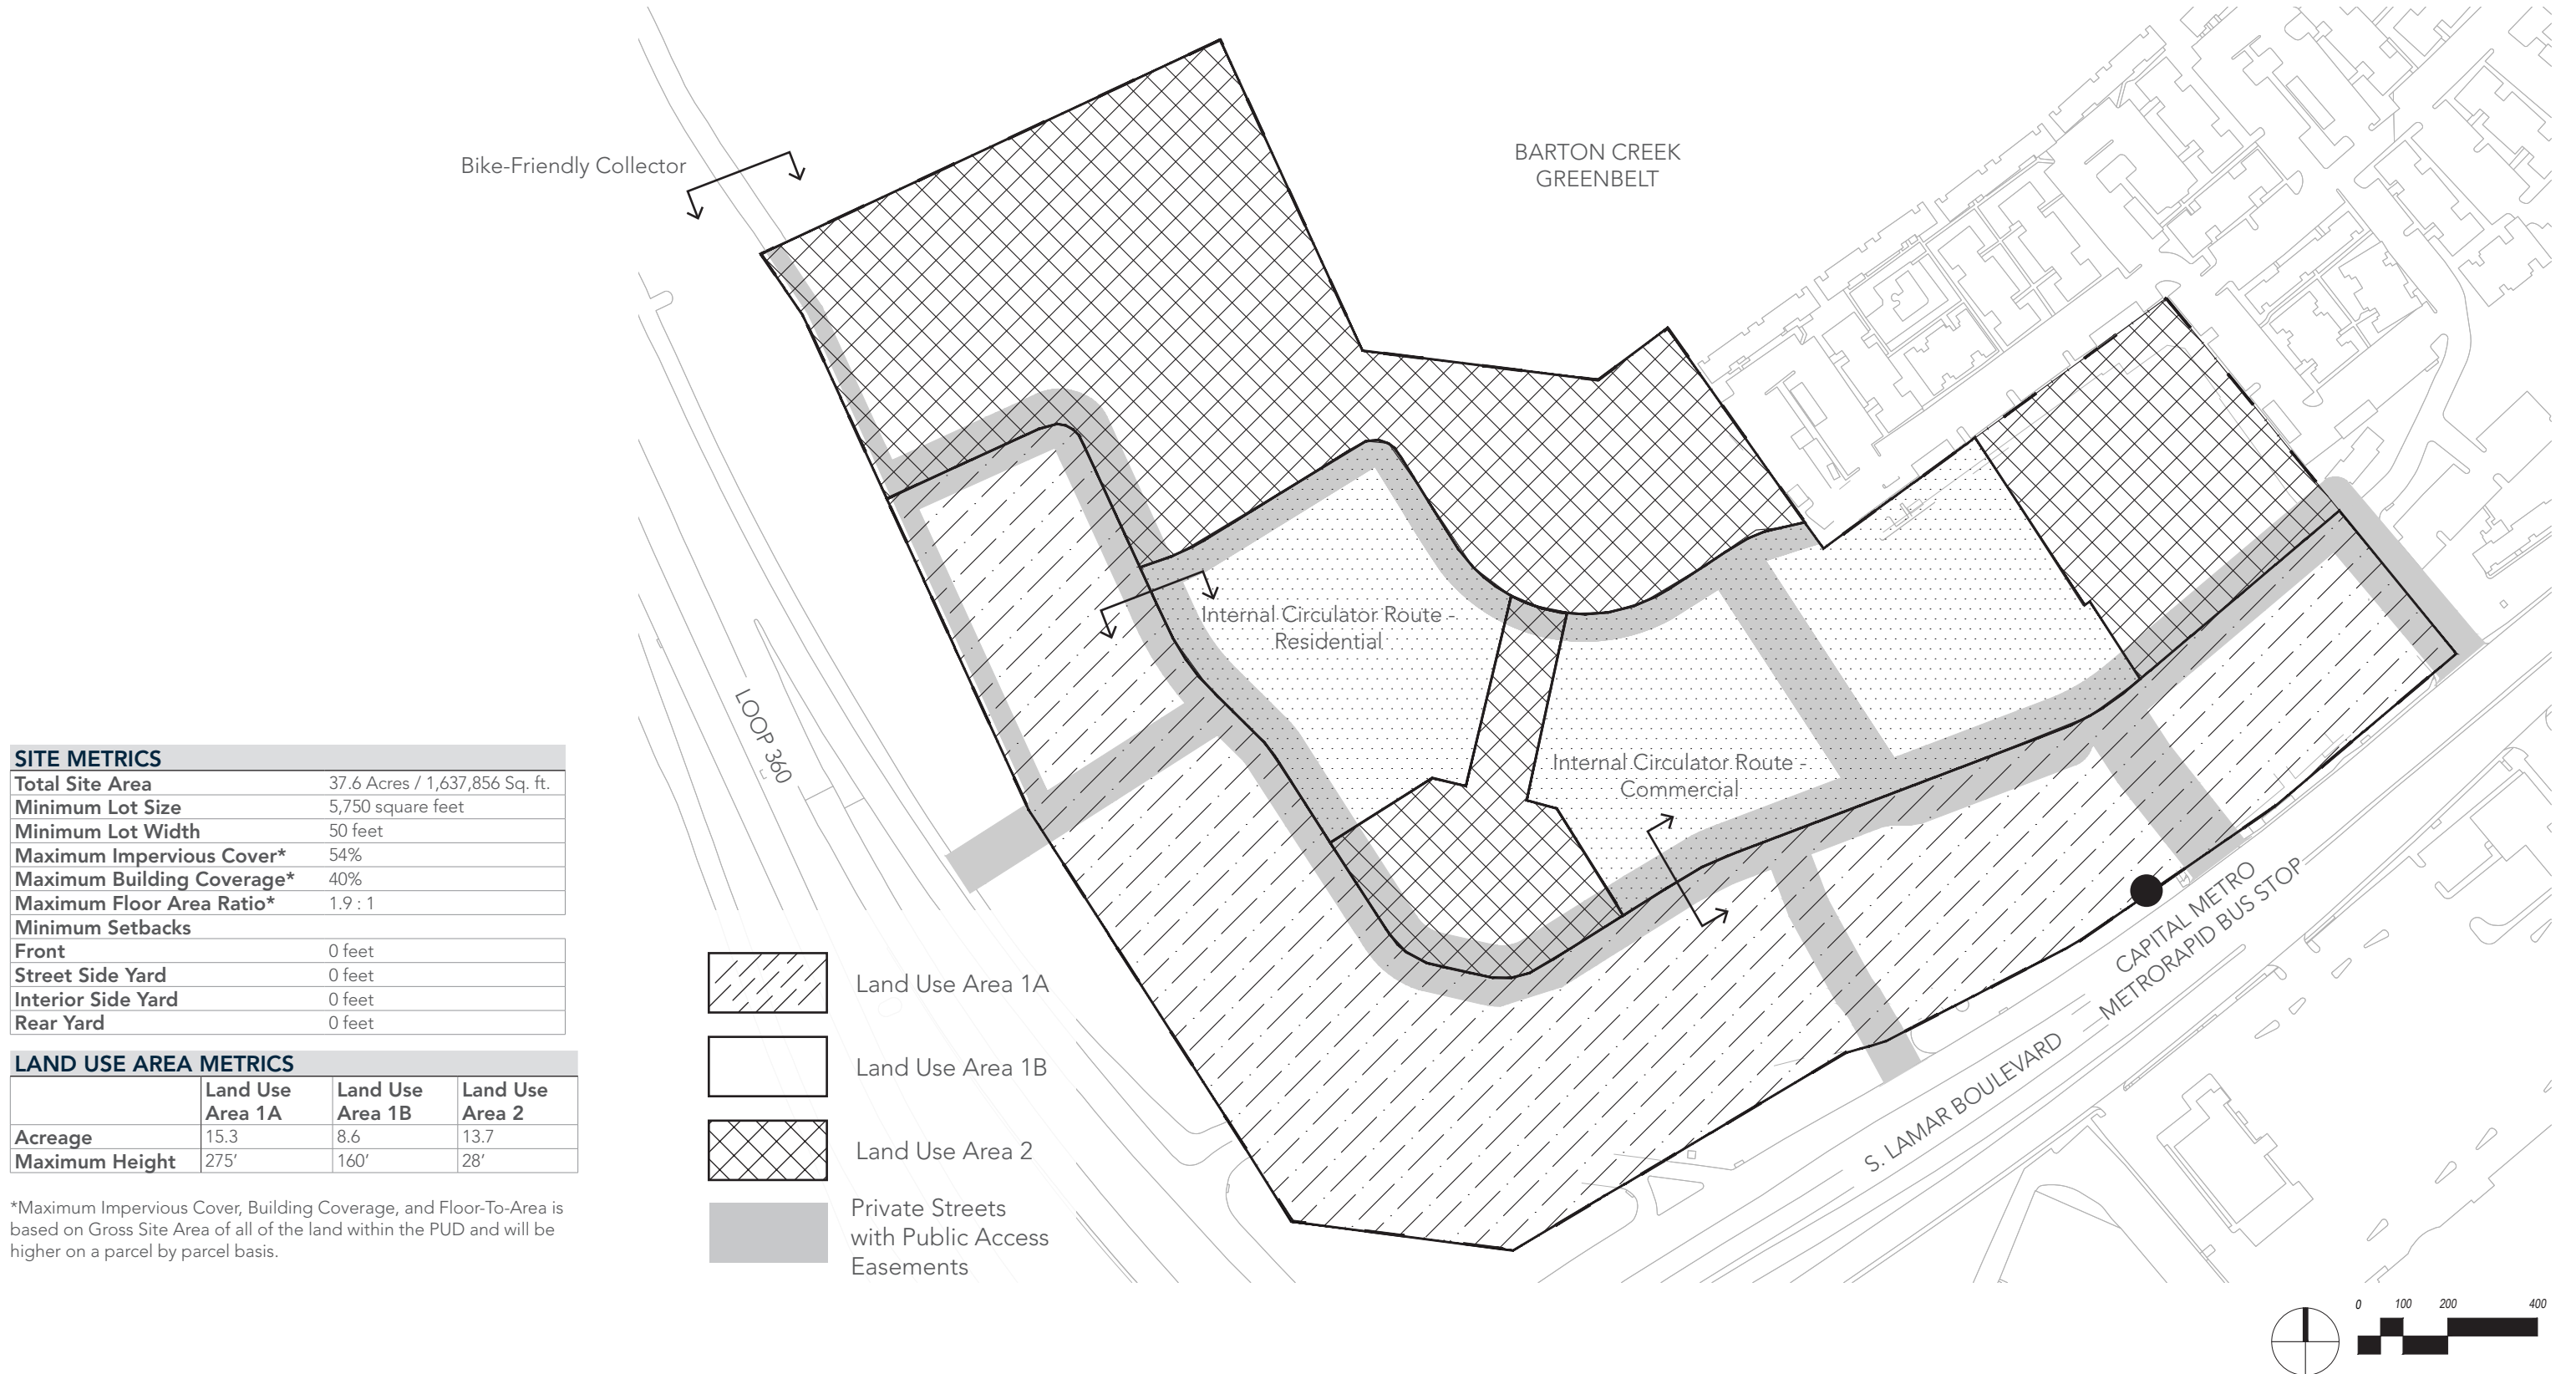 Bike-Friendly Collector
BARTON CREEK
GREENBELT
Internal Circulator Route -
Residential
Internal Circulator Route -
Commercial
LOOP 360
CAPITAL METRO
METRORAPID BUS STOP
S. LAMAR BOULEVARD
SITE METRICS
Total Site Area 37.6 Acres / 1,637,856 Sq. ft.
Minimum Lot Size 5,750 square feet
Minimum Lot Width 50 feet
Maximum Impervious Cover* 54%
Maximum Building Coverage* 40%
Maximum Floor Area Ratio* 1.9 : 1
Minimum Setbacks
Front 0 feet
Street Side Yard 0 feet
Interior Side Yard 0 feet
Rear Yard 0 feet
LAND USE AREA METRICS
Land Use Land Use Land Use
Area 1A Area 1B Area 2
Acreage 15.3 8.6 13.7
Maximum Height 275’ 160’ 28’
*Maximum Impervious Cover, Building Coverage, and Floor-To-Area is
based on Gross Site Area of all of the land within the PUD and will be
higher on a parcel by parcel basis.
Land Use Area 1A
Land Use Area 1B
Land Use Area 2
Private Streets
with Public Access
Easements
0 100 200 400